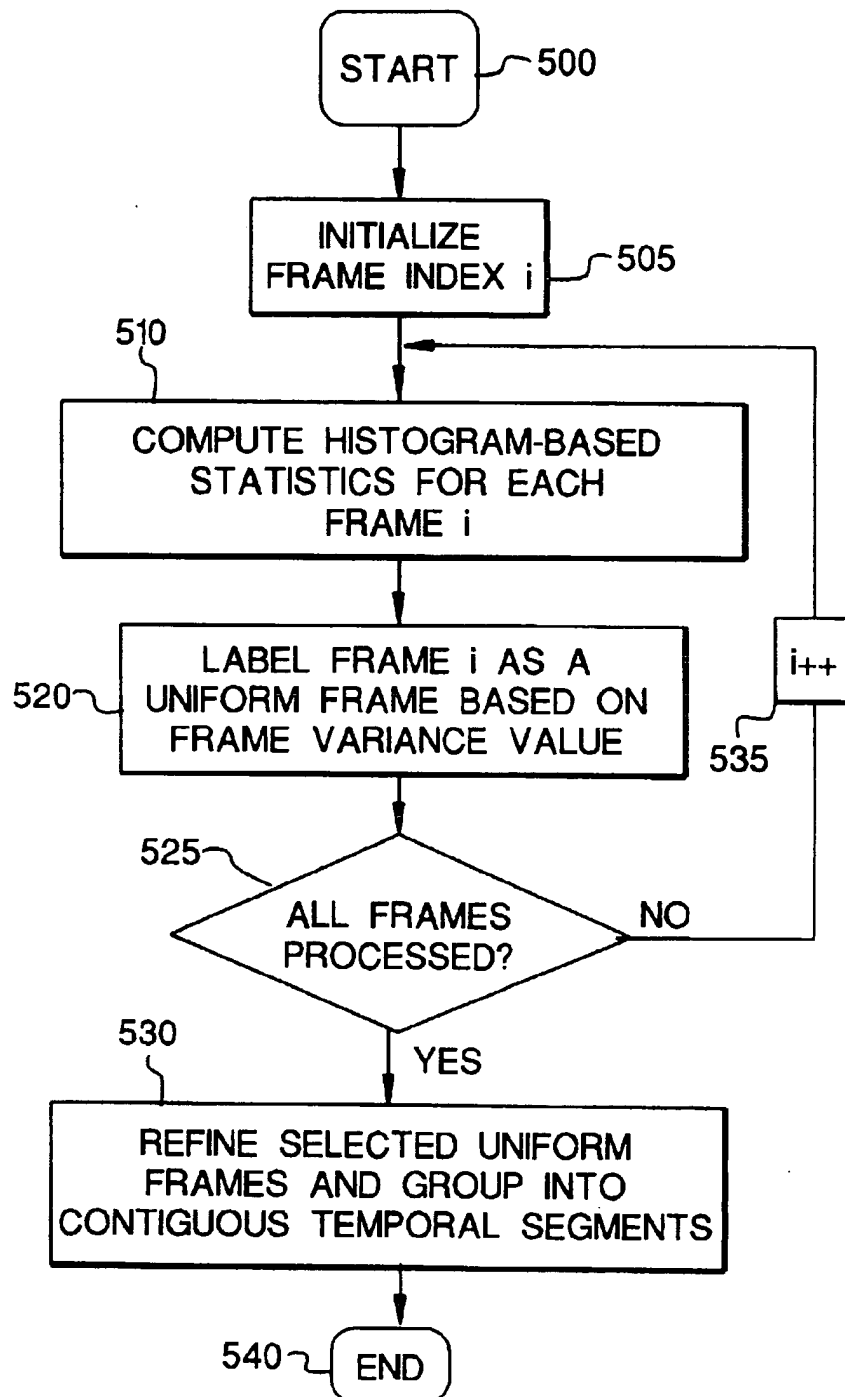 START
500
INITIALIZE
FRAME INDEX i
505
510
COMPUTE HISTOGRAM-BASED
STATISTICS FOR EACH
FRAME i
520
LABEL FRAME i AS A
UNIFORM FRAME BASED ON
FRAME VARIANCE VALUE
i++
535
525
ALL FRAMES
PROCESSED?
NO
YES
530
REFINE SELECTED UNIFORM
FRAMES AND GROUP INTO
CONTIGUOUS TEMPORAL SEGMENTS
540
END